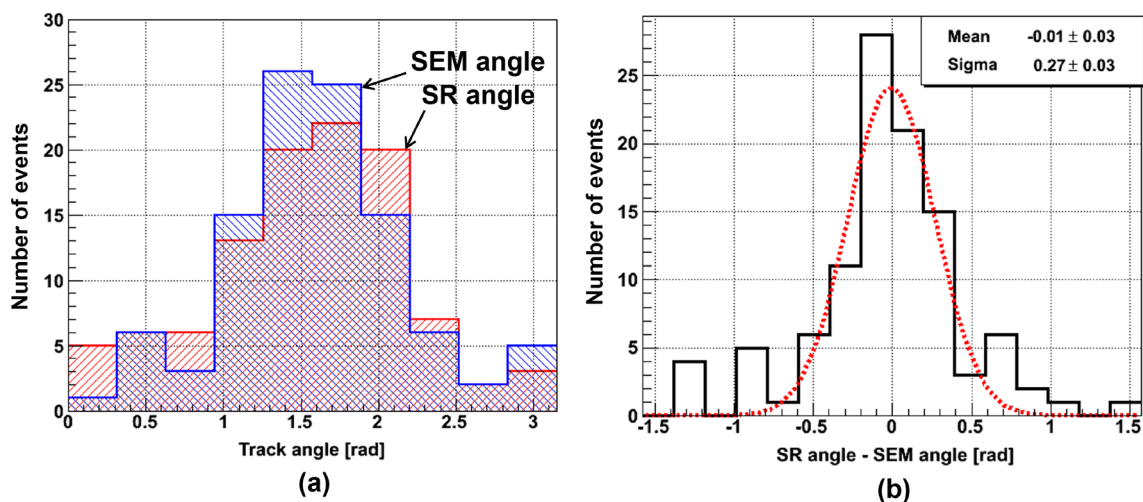 30
25
20
15
10
5
0
Number of events
SEM angle
SR angle
0 0.5 1 1.5 2 2.5 3
Track angle [rad]
(a)
25
20
15
10
5
0
Number of events
Mean -0.01 ± 0.03
Sigma 0.27 ± 0.03
-1.5 -1 -0.5 0 0.5 1 1.5
SR angle - SEM angle [rad]
(b)